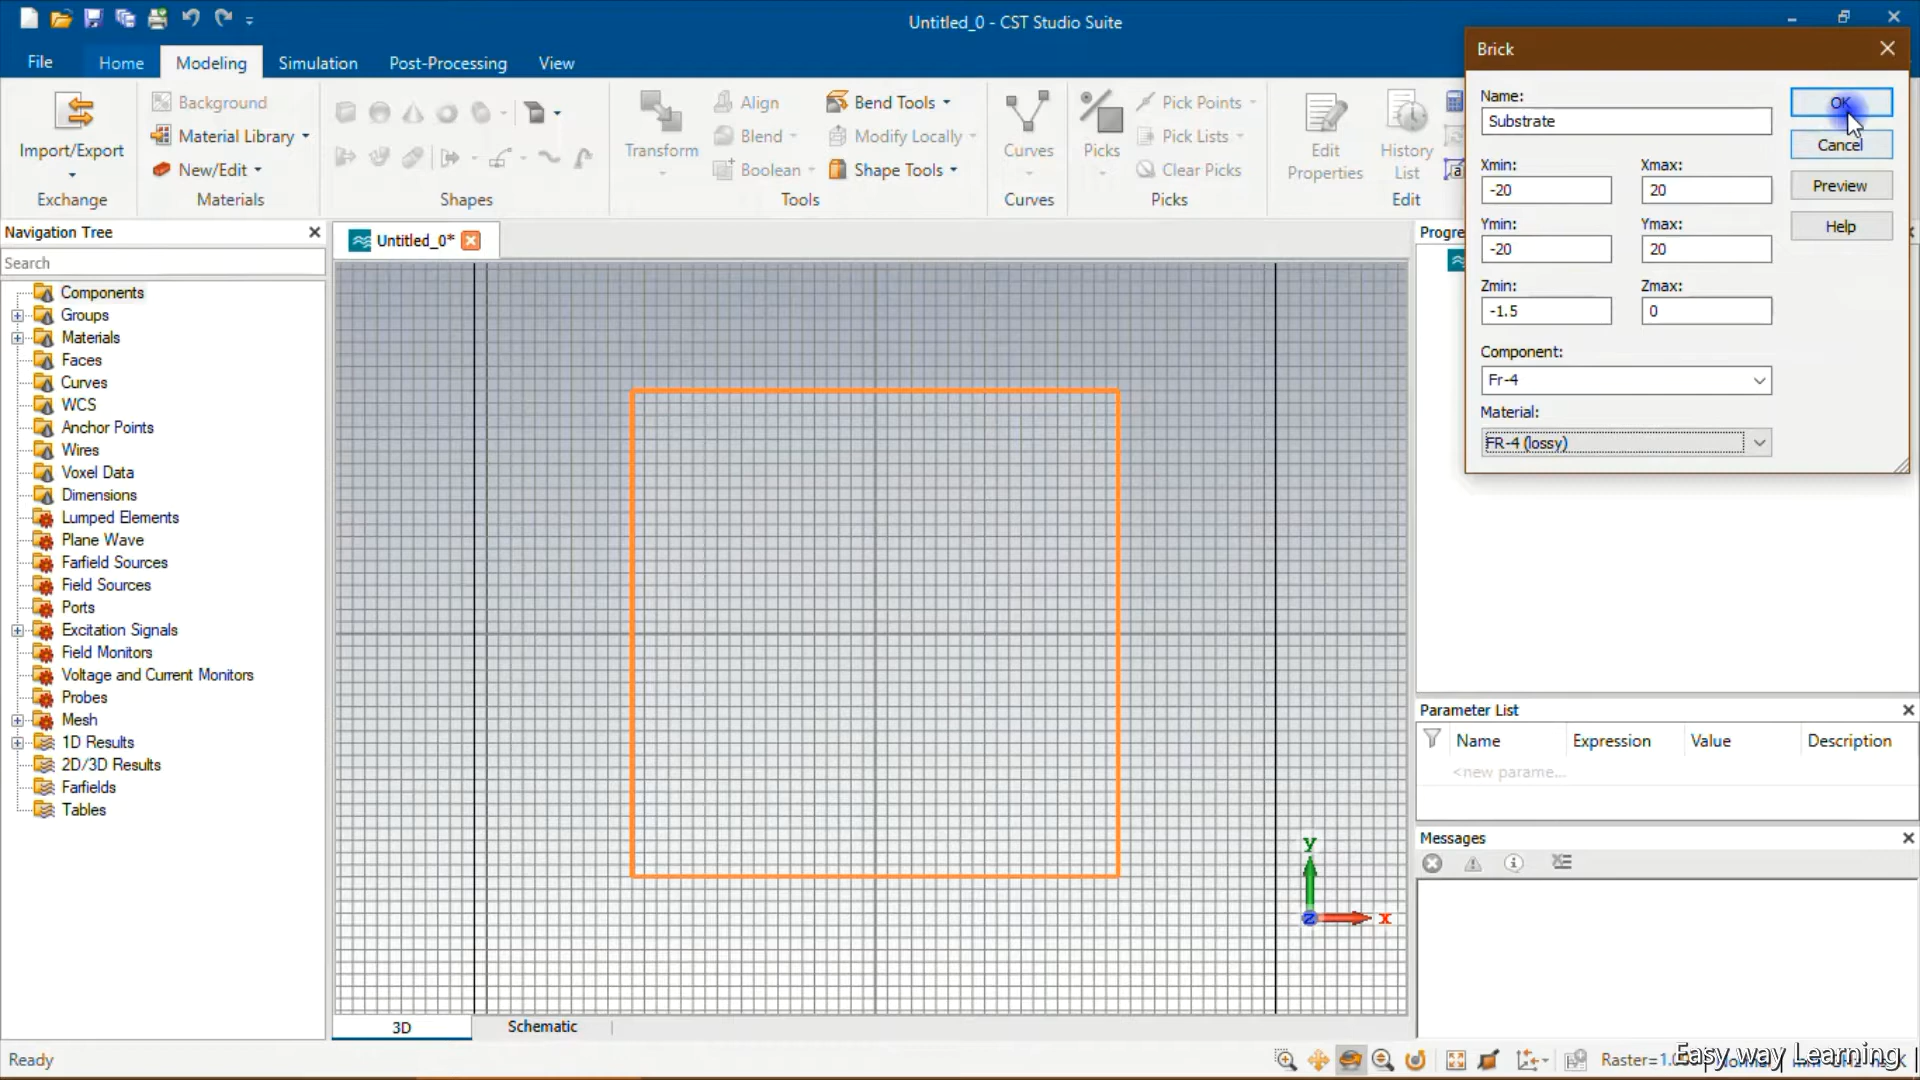 Untitled_0 - CST Studio Suite
File
Home
Modeling
Simulation
Post-Processing
View
Import/Export
Exchange
Background
Material Library
New/Edit
Materials
Shapes
Transform
Align
Blend
Boolean
Bend Tools
Modify Locally
Shape Tools
Tools
Curves
Curves
Picks
Pick Points
Pick Lists
Clear Picks
Picks
Edit
Properties
History
List
Edit
Brick
Name:
Substrate
Xmin:
Xmax:
-20
20
Ymin:
Ymax:
-20
20
Zmin:
Zmax:
-1.5
0
Component:
Fr-4
Material:
FR-4 (lossy)
OK
Cancel
Preview
Help
Navigation Tree
Search
Components
Groups
Materials
Faces
Curves
WCS
Anchor Points
Wires
Voxel Data
Dimensions
Lumped Elements
Plane Wave
Farfield Sources
Field Sources
Ports
Excitation Signals
Field Monitors
Voltage and Current Monitors
Probes
Mesh
1D Results
2D/3D Results
Farfields
Tables
Untitled_0*
y
z
x
3D
Schematic
Progre
Parameter List
Name
Expression
Value
Description
<new parame...
Messages
Ready
Raster=1.0
Easy way Learning